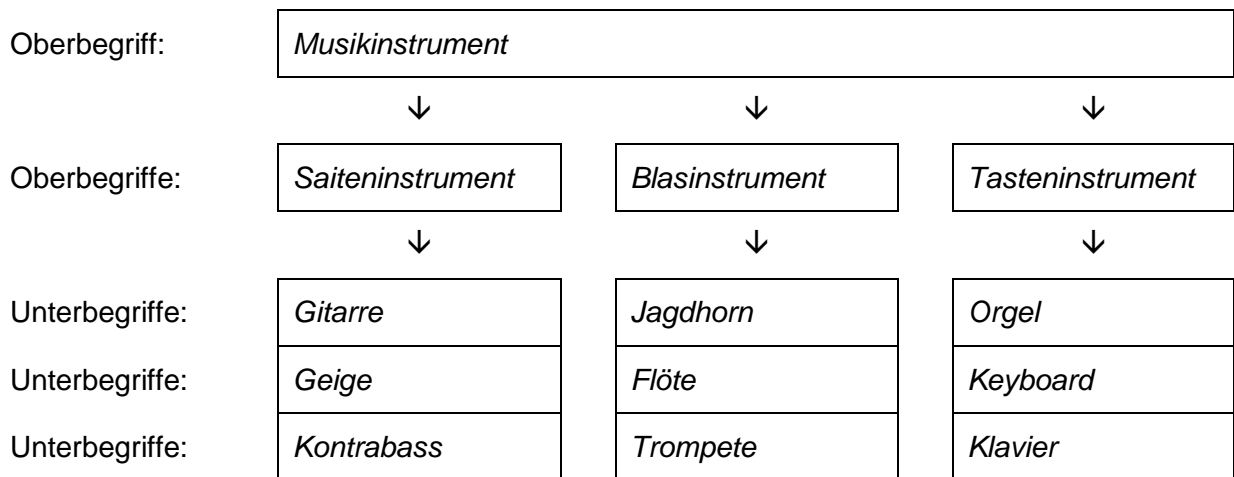 Oberbegriff: Musikinstrument
↓ ↓ ↓
Oberbegriffe: Saiteninstrument Blasinstrument Tasteninstrument
↓ ↓ ↓
Unterbegriffe: Gitarre Jagdhorn Orgel
Unterbegriffe: Geige Flöte Keyboard
Unterbegriffe: Kontrabass Trompete Klavier